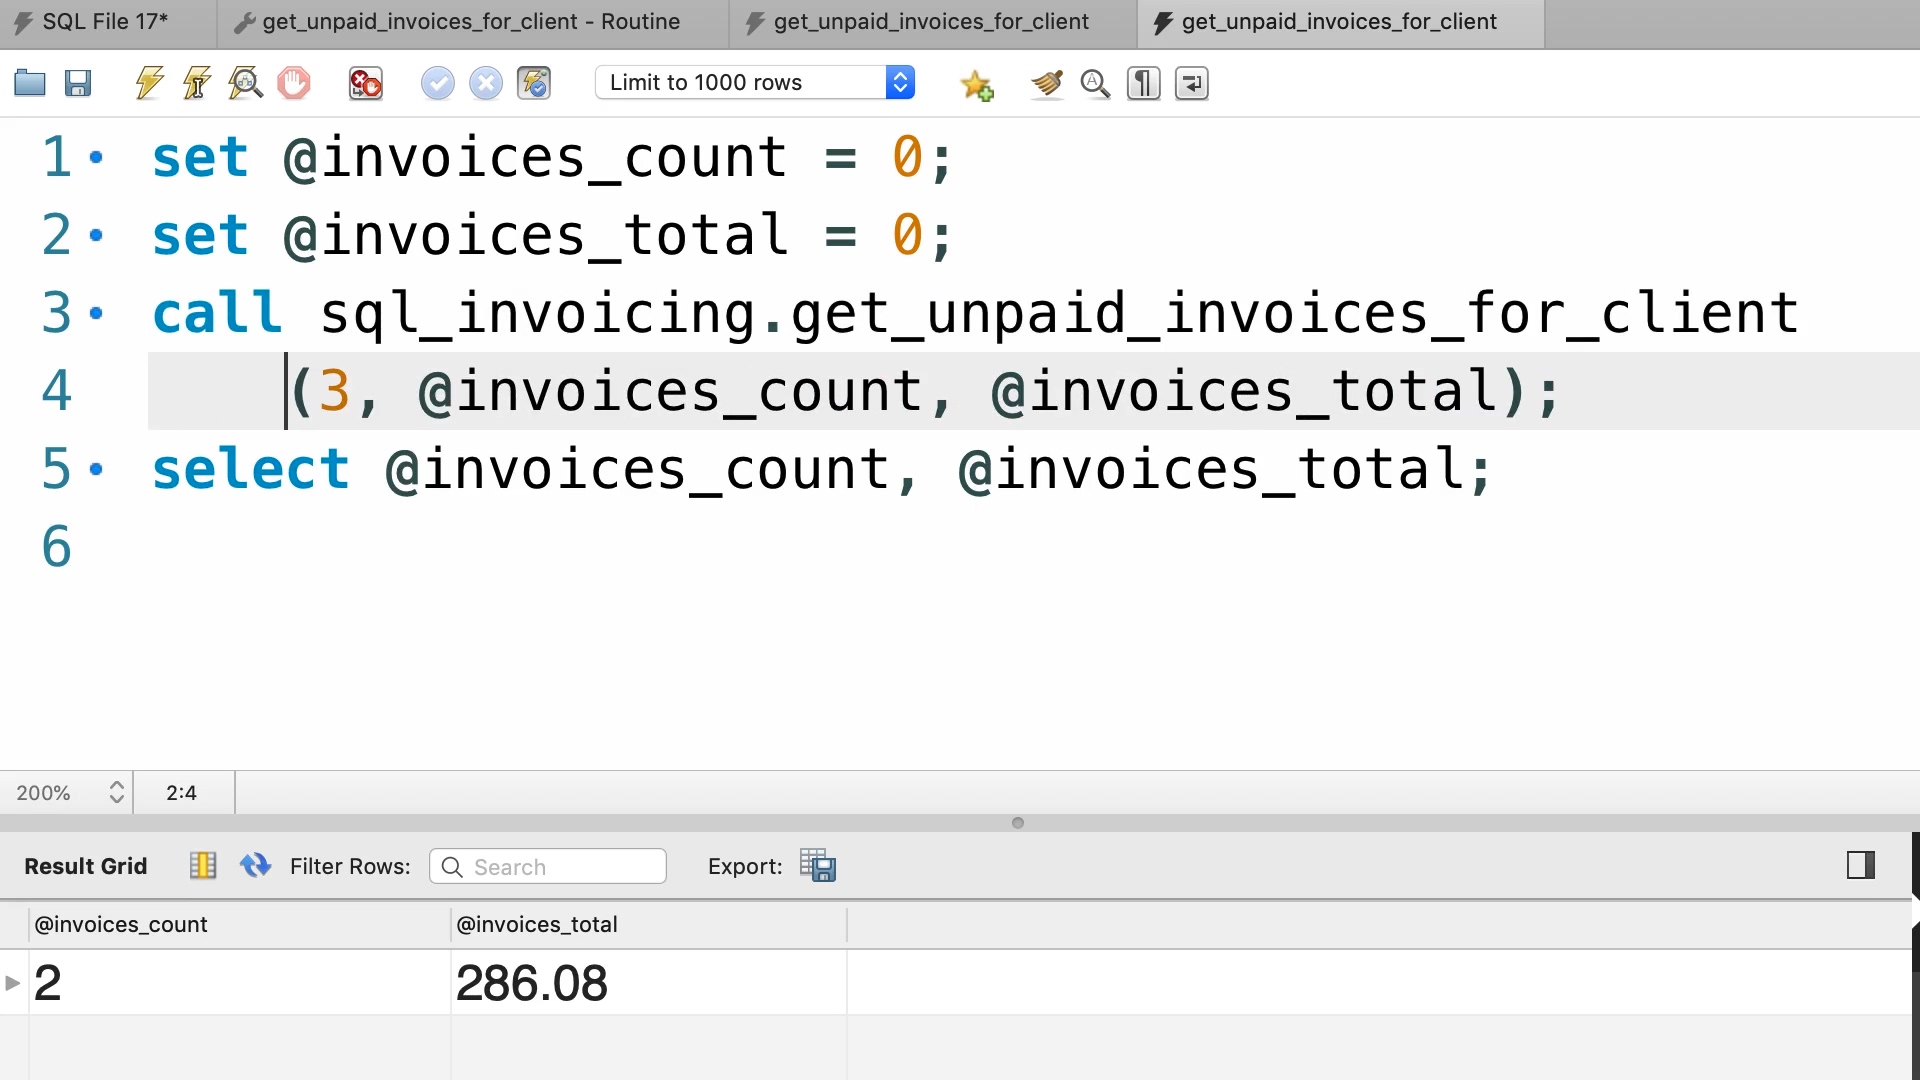 SQL File 17* get_unpaid_invoices_for_client - Routine get_unpaid_invoices_for_client get_unpaid_invoices_for_client
Limit to 1000 rows
1 set @invoices_count = 0;
2 set @invoices_total = 0;
3 call sql_invoicing.get_unpaid_invoices_for_client
4 (3, @invoices_count, @invoices_total);
5 select @invoices_count, @invoices_total;
6
200% 2:4
Result Grid Filter Rows: Search Export:
@invoices_count @invoices_total
2 286.08